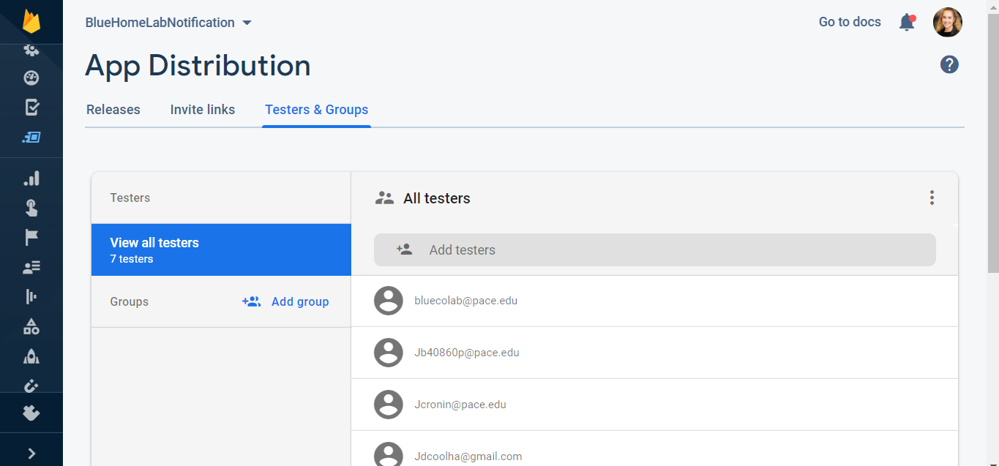 BlueHomeLabNotification
Go to docs
App Distribution
?
Releases Invite links Testers & Groups
Testers
View all testers
7 testers
Groups
Add group
All testers
Add testers
bluecolab@pace.edu
Jb40860p@pace.edu
Jcronin@pace.edu
Jdcoolha@gmail.com